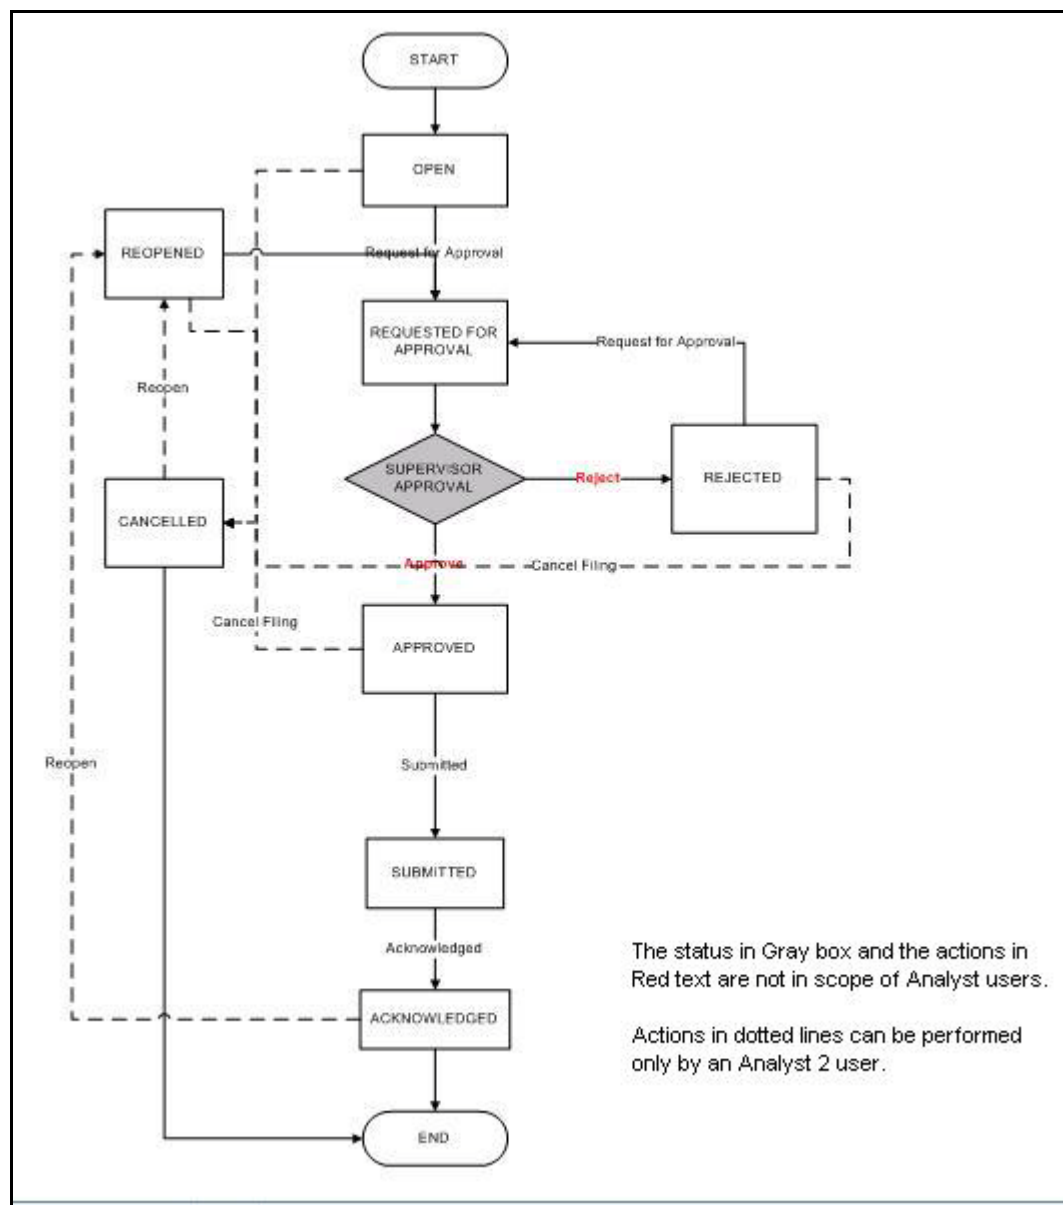 START
OPEN
REOPENED
Request for Approval
REQUESTED FOR
APPROVAL
Request for Approval
Reopen
SUPERVISOR
APPROVAL
Reject
REJECTED
CANCELLED
Approve
Cancel Filing
Cancel Filing
APPROVED
Reopen
Submitted
SUBMITTED
Acknowledged
The status in Gray box and the actions in
Red text are not in scope of Analyst users.
ACKNOWLEDGED
Actions in dotted lines can be performed
only by an Analyst 2 user.
END